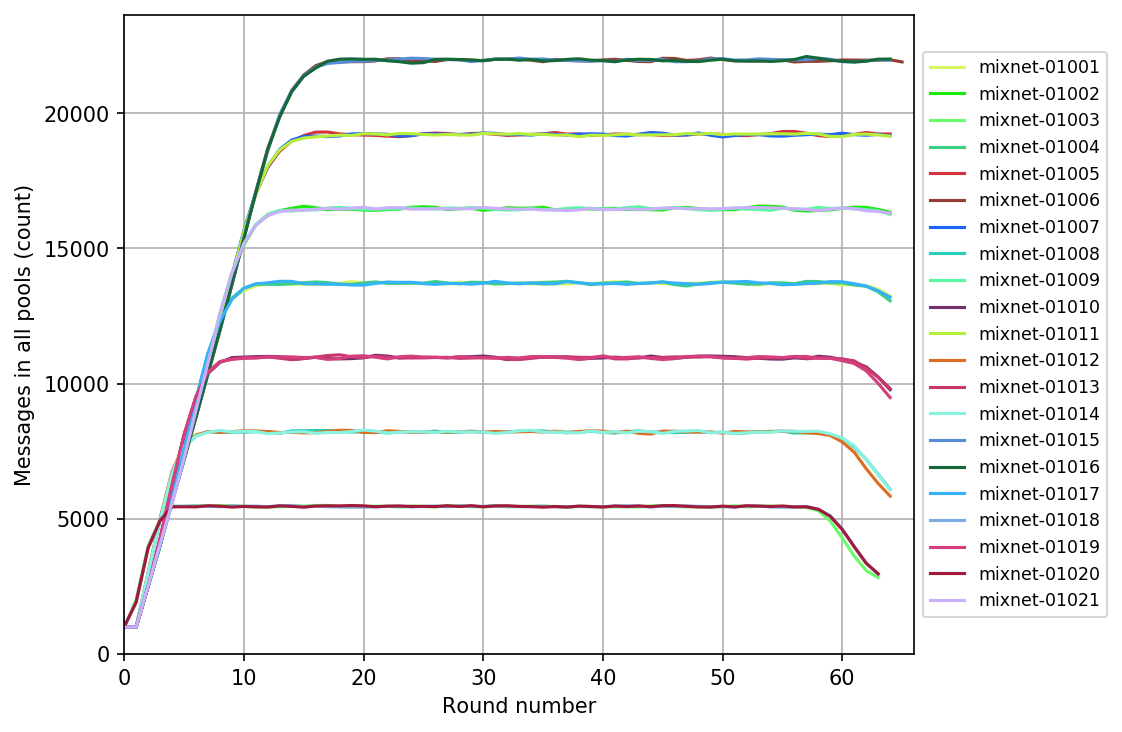 Messages in all pools (count)
20000
15000
10000
5000
0
0 10 20 30 40 50 60
Round number
mixnet-01001
mixnet-01002
mixnet-01003
mixnet-01004
mixnet-01005
mixnet-01006
mixnet-01007
mixnet-01008
mixnet-01009
mixnet-01010
mixnet-01011
mixnet-01012
mixnet-01013
mixnet-01014
mixnet-01015
mixnet-01016
mixnet-01017
mixnet-01018
mixnet-01019
mixnet-01020
mixnet-01021